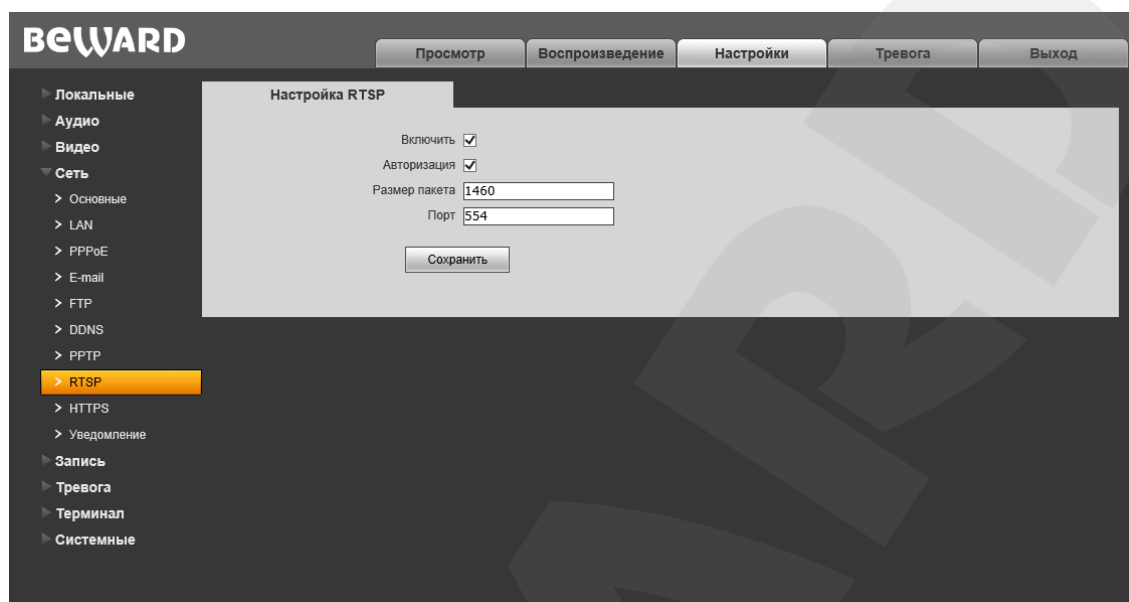 BEWARD
Просмотр
Воспроизведение
Настройки
Тревога
Выход
Локальные
Аудио
Видео
Сеть
Основные
LAN
PPPoE
E-mail
FTP
DDNS
PPTP
RTSP
HTTPS
Уведомление
Запись
Тревога
Терминал
Системные
Настройка RTSP
Включить
Авторизация
Размер пакета 1460
Порт 554
Сохранить